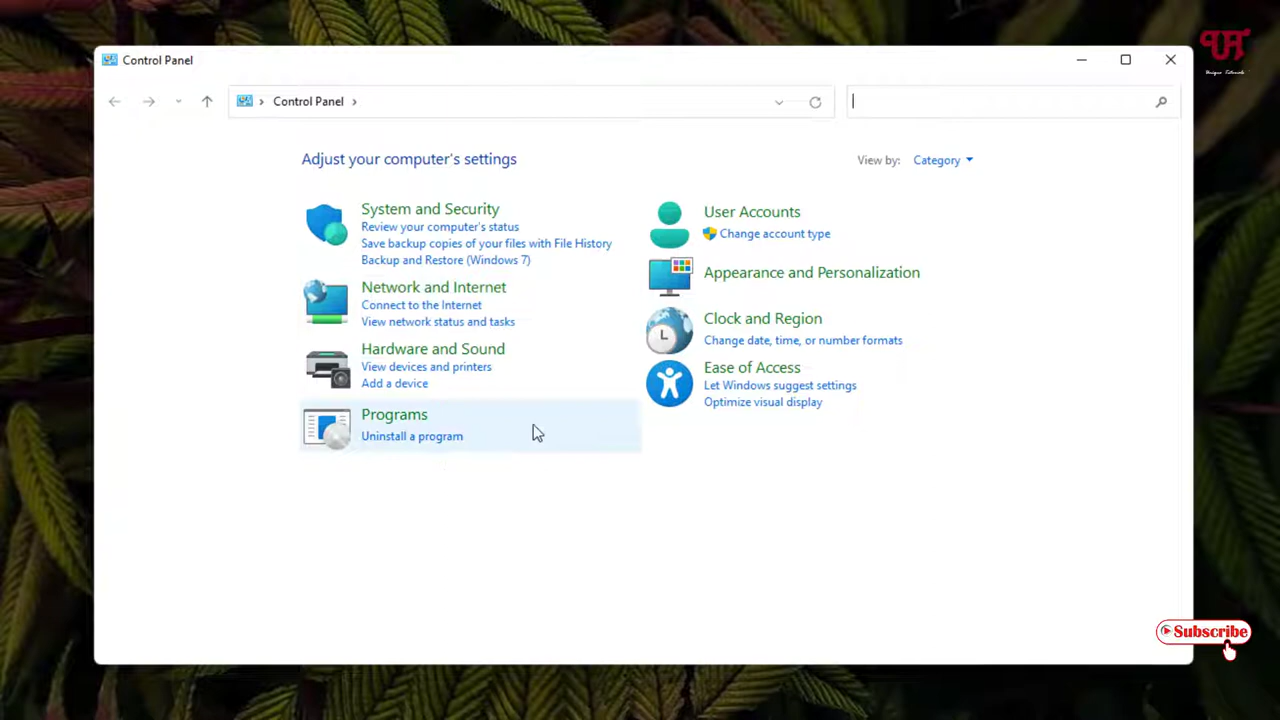 Control Panel
Control Panel
Adjust your computer's settings
View by: Category
System and Security
Review your computer's status
Save backup copies of your files with File History
Backup and Restore (Windows 7)
Network and Internet
Connect to the Internet
View network status and tasks
Hardware and Sound
View devices and printers
Add a device
Programs
Uninstall a program
User Accounts
Change account type
Appearance and Personalization
Clock and Region
Change date, time, or number formats
Ease of Access
Let Windows suggest settings
Optimize visual display
UR
Unique Tutorials
Subscribe